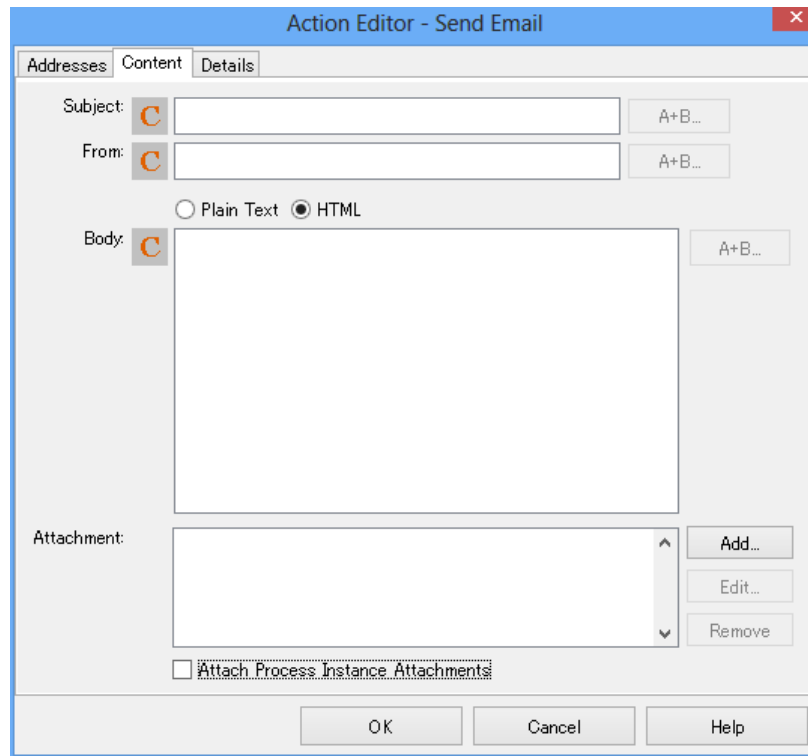 Action Editor - Send Email
Addresses Content Details
Subject: C A+B...
From: C A+B...
Plain Text HTML
Body: C A+B...
Attachment: Add...
Edit...
Remove
Attach Process Instance Attachments
OK Cancel Help